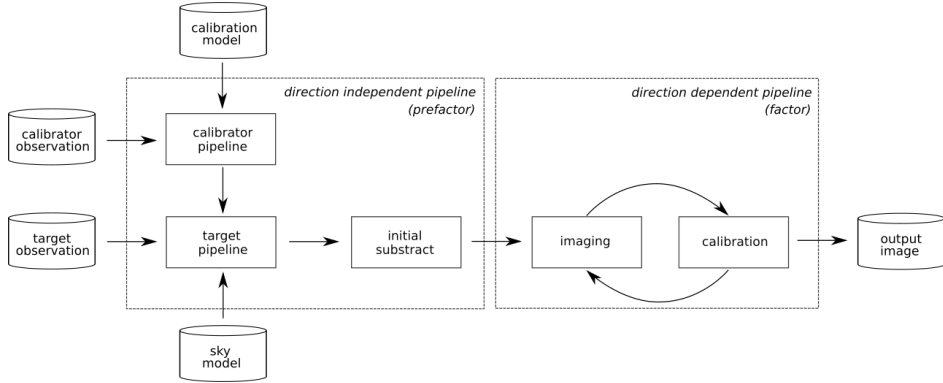 calibration
model
direction independent pipeline
(prefactor)
direction dependent pipeline
(factor)
calibrator
observation
calibrator
pipeline
target
observation
target
pipeline
initial
substract
imaging
calibration
output
image
sky
model